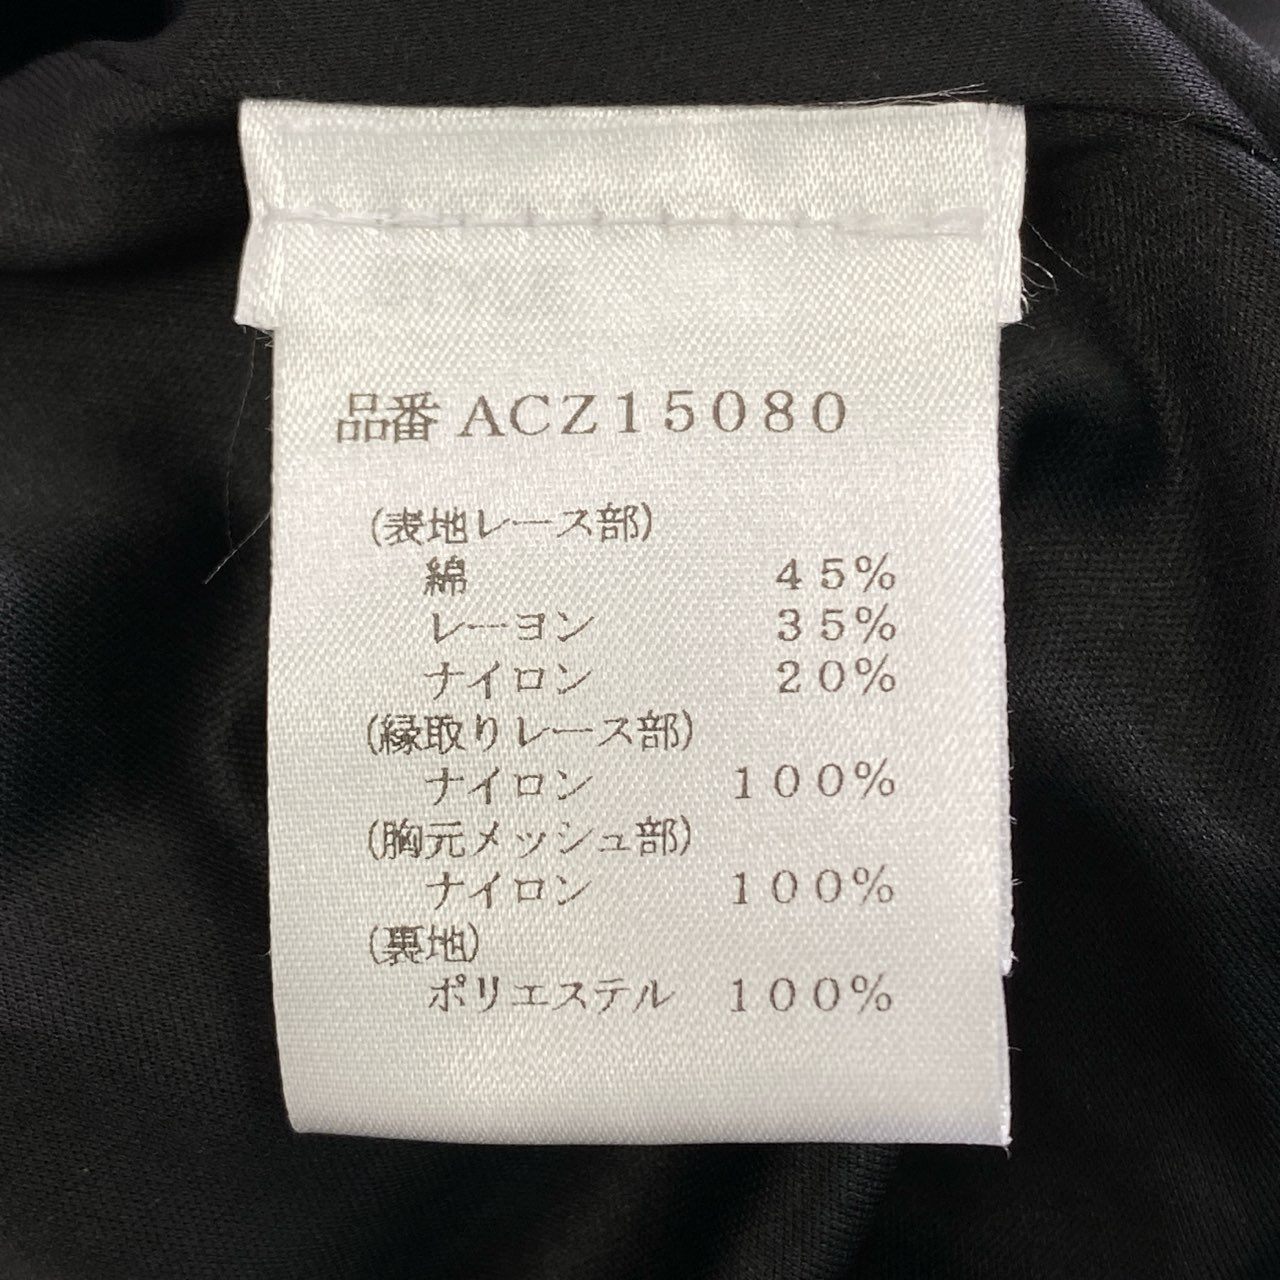 品番 ACZ15080
(表地レース部)
綿 45%
レーヨン 35%
ナイロン 20%
(縁取りレース部)
ナイロン 100%
(胸元メッシュ部)
ナイロン 100%
(裏地)
ポリエステル 100%